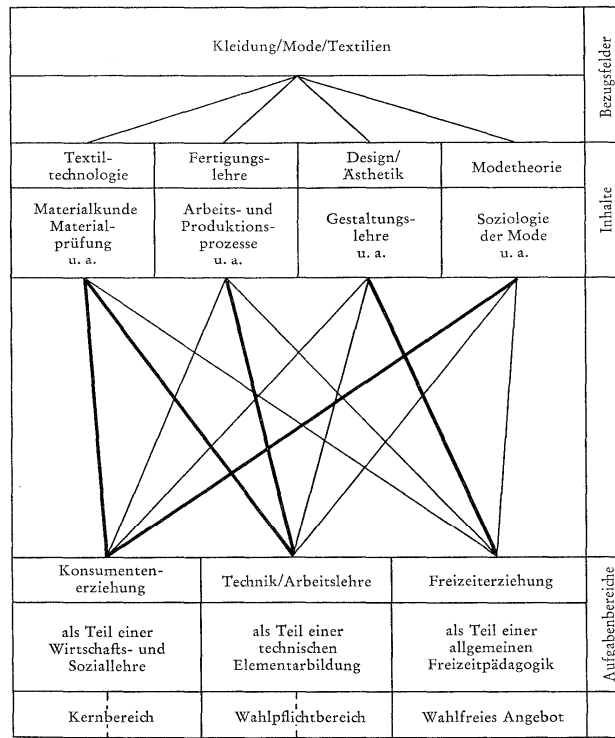 Kleidung/Mode/Textilien
Bezugsfelder
Textil-
technologie
Fertigungs-
lehre
Design/
Ästhetik
Modetheorie
Materialkunde
Material-
prüfung
u. a.
Arbeits- und
Produktions-
prozesse
u. a.
Gestaltungs-
lehre
u. a.
Soziologie
der Mode
u. a.
Inhalte
Konsumenten-
erziehung
Technik/Arbeitslehre
Freizeiterziehung
als Teil einer
Wirtschafts- und
Soziallehre
als Teil einer
technischen
Elementarbildung
als Teil einer
allgemeinen
Freizeitpädagogik
Aufgabenbereiche
Kernbereich
Wahlpflichtbereich
Wahlfreies Angebot